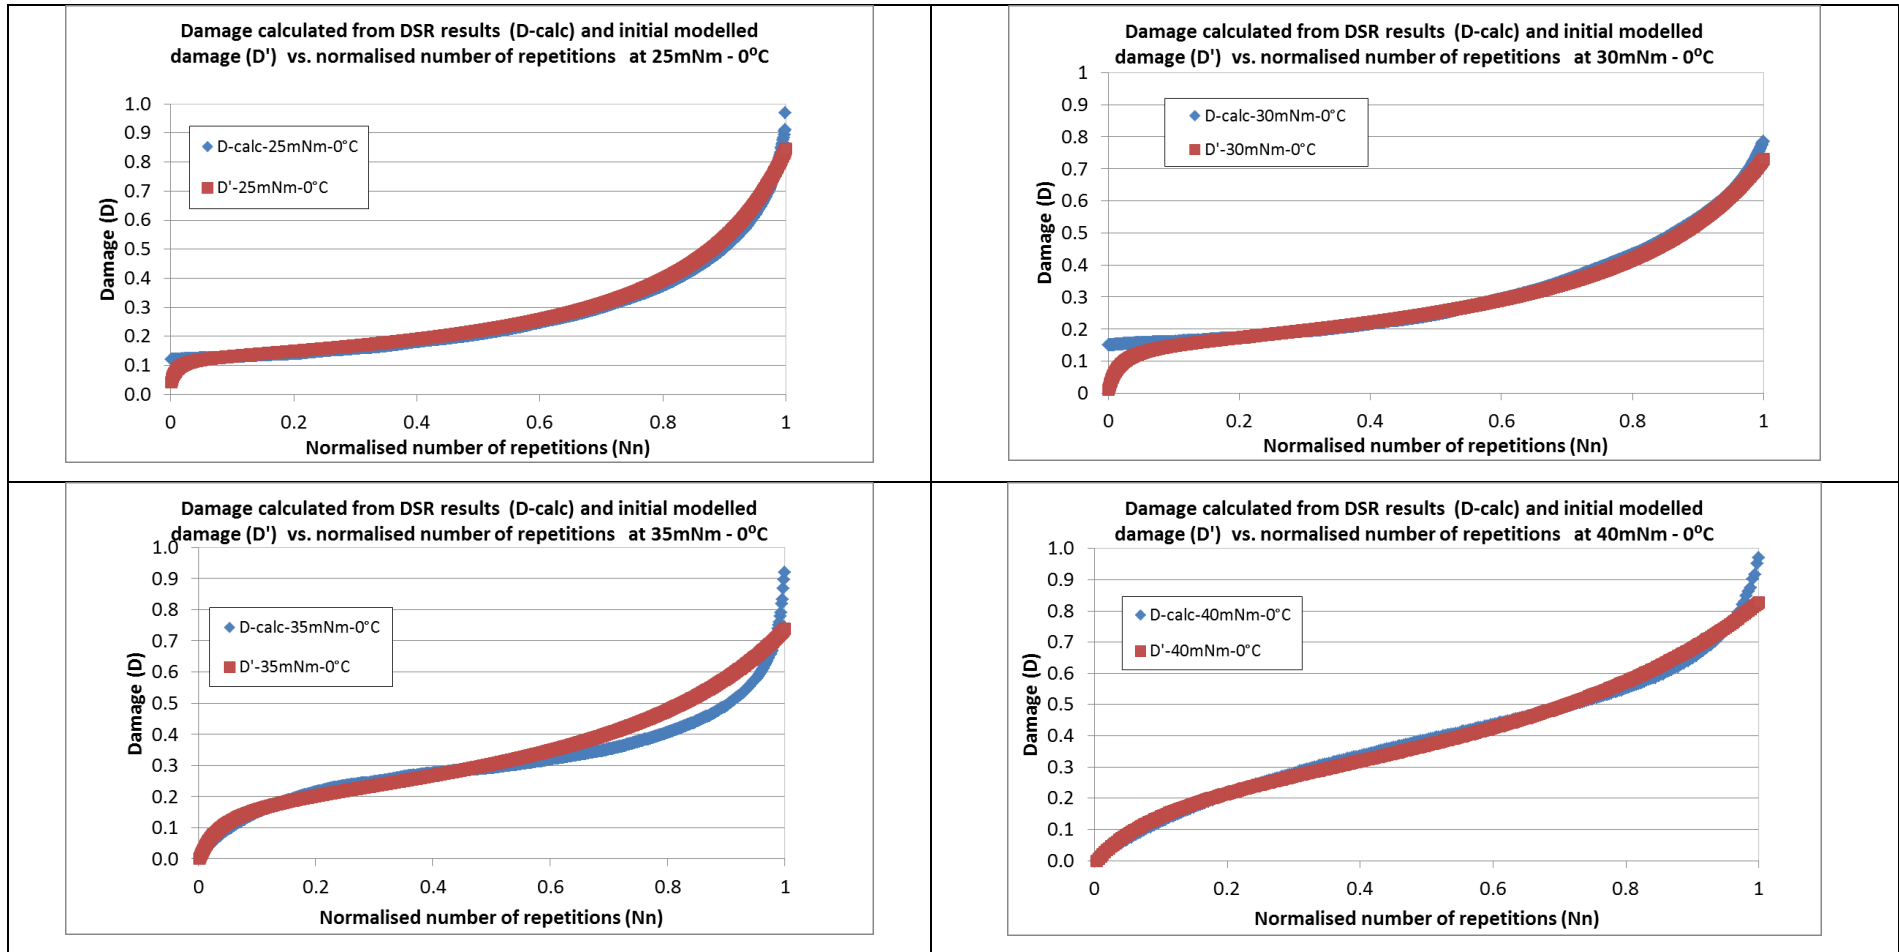 Damage calculated from DSR results (D-calc) and initial modelled
damage (D') vs. normalised number of repetitions at 25mNm - 0⁰C
1.0
0.9
0.8
0.7
0.6
0.5
0.4
0.3
0.2
0.1
0.0
Damage (D)
D-calc-25mNm-0°C
D'-25mNm-0°C
0 0.2 0.4 0.6 0.8 1
Normalised number of repetitions (Nn)
Damage calculated from DSR results (D-calc) and initial modelled
damage (D') vs. normalised number of repetitions at 30mNm - 0⁰C
1
0.9
0.8
0.7
0.6
0.5
0.4
0.3
0.2
0.1
0
Damage (D)
D-calc-30mNm-0°C
D'-30mNm-0°C
0 0.2 0.4 0.6 0.8 1
Normalised number of repetitions (Nn)
Damage calculated from DSR results (D-calc) and initial modelled
damage (D') vs. normalised number of repetitions at 35mNm - 0⁰C
1.0
0.9
0.8
0.7
0.6
0.5
0.4
0.3
0.2
0.1
0.0
Damage (D)
D-calc-35mNm-0°C
D'-35mNm-0°C
0 0.2 0.4 0.6 0.8 1
Normalised number of repetitions (Nn)
Damage calculated from DSR results (D-calc) and initial modelled
damage (D') vs. normalised number of repetitions at 40mNm - 0⁰C
1.0
0.9
0.8
0.7
0.6
0.5
0.4
0.3
0.2
0.1
0.0
Damage (D)
D-calc-40mNm-0°C
D'-40mNm-0°C
0 0.2 0.4 0.6 0.8 1
Normalised number of repetitions (Nn)